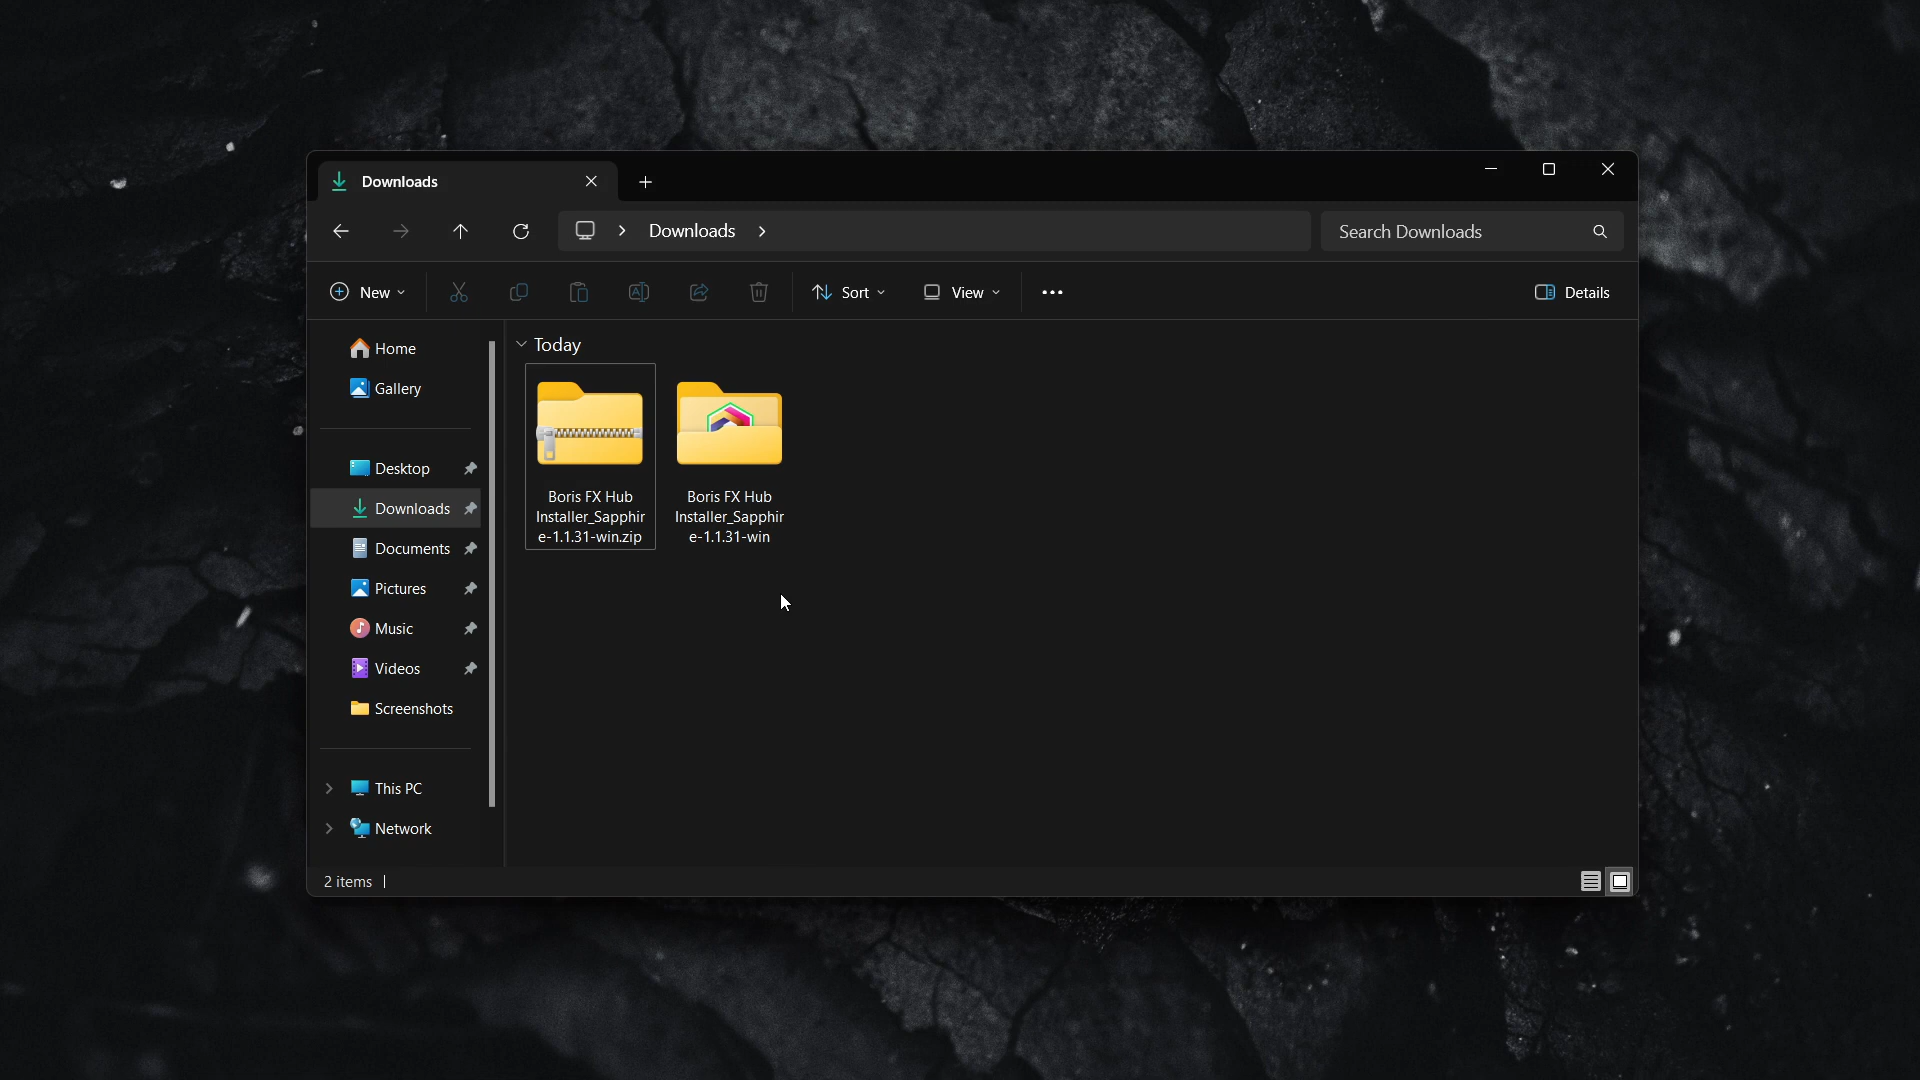 Downloads
Downloads
Search Downloads
New
Sort
View
Details
Home
Gallery
Desktop
Downloads
Documents
Pictures
Music
Videos
Screenshots
This PC
Network
Today
Boris FX Hub
Installer_Sapphir
e-1.1.31-win.zip
Boris FX Hub
Installer_Sapphir
e-1.1.31-win
2 items